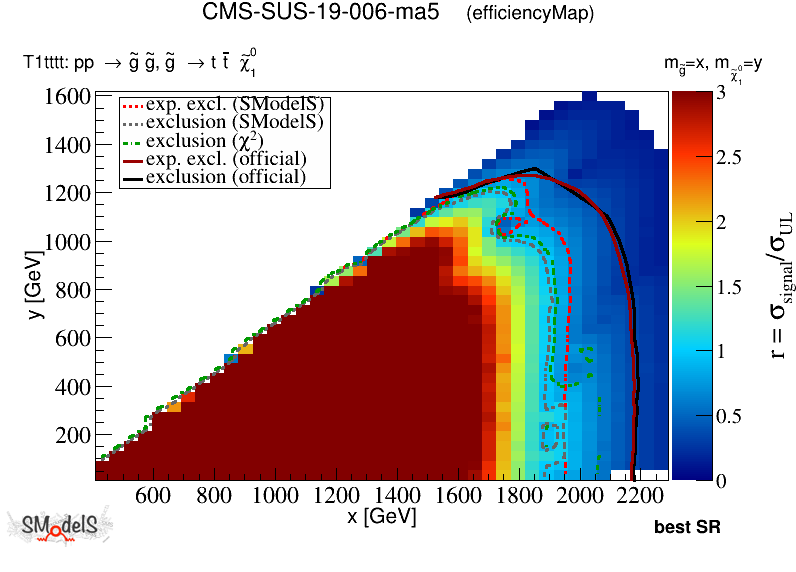 CMS-SUS-19-006-ma5 (efficiencyMap)
T1tttt: pp → g̃ g̃, g̃ → t t̄ χ̃₁⁰
m_g̃=x, m_χ̃₁⁰=y
exp. excl. (SModelS)
exclusion (SModelS)
exclusion (χ²)
exp. excl. (official)
exclusion (official)
1600
1400
1200
1000
800
600
400
200
y [GeV]
600 800 1000 1200 1400 1600 1800 2000 2200
x [GeV]
3
2.5
2
1.5
1
0.5
0
r = σ_signal/σ_UL
SModelS
best SR